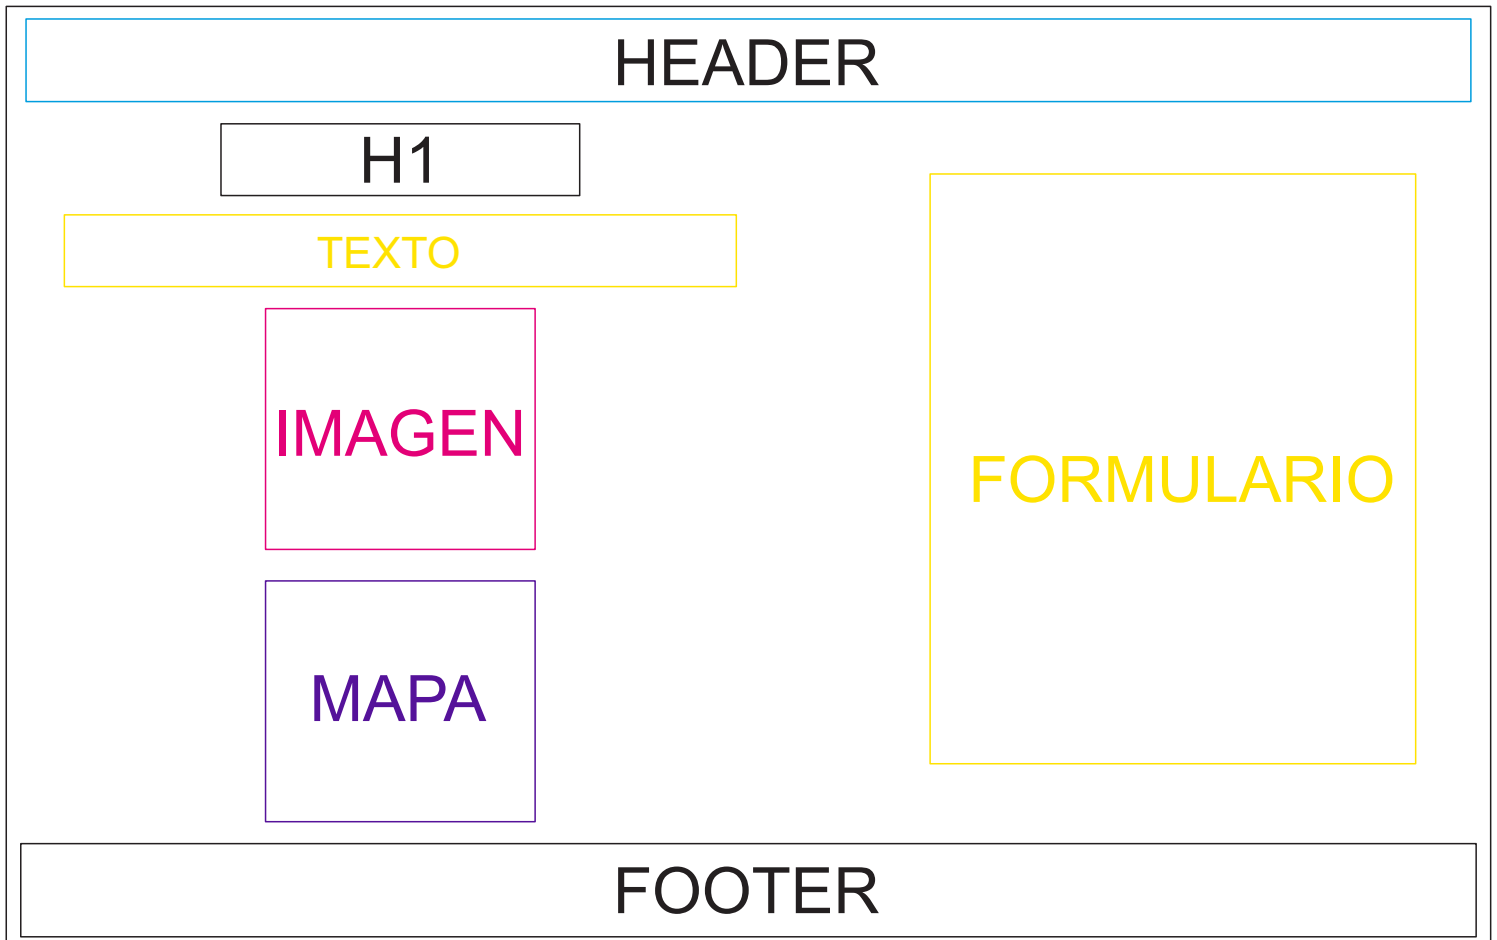 HEADER
H1
TEXTO
IMAGEN
MAPA
FORMULARIO
FOOTER